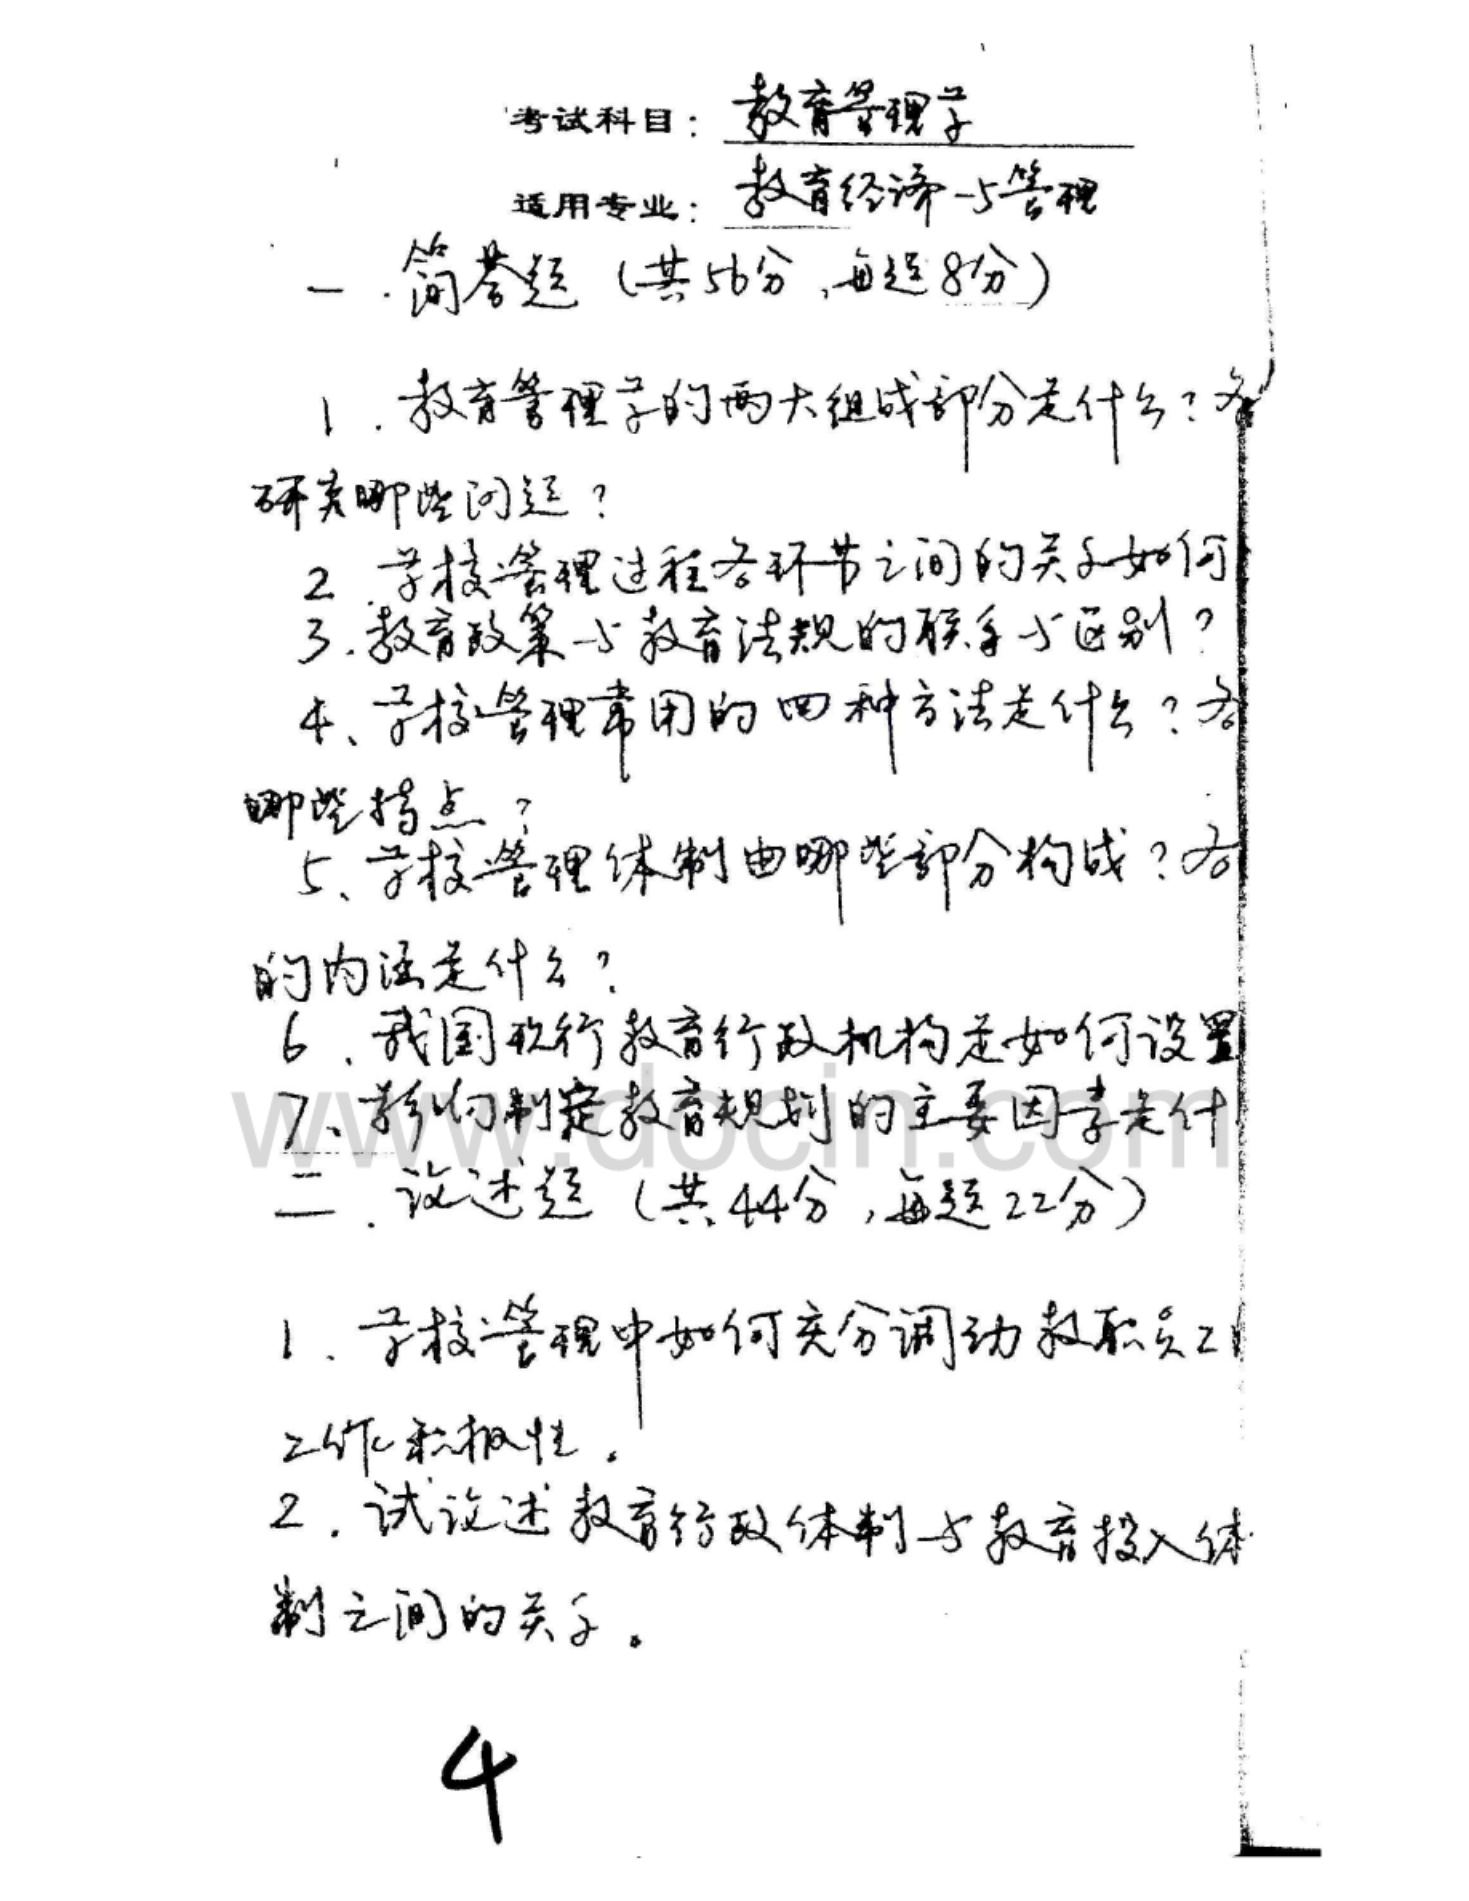 考试科目：教育管理学
适用专业：教育经济与管理
一.简答题（共56分，每题8分）
1.教育管理学的两大组成部分是什么？各
研究哪些问题？
2.学校管理过程各环节之间的关系如何
3.教育政策与教育法规的联系与区别？
4、学校管理常用的四种方法是什么？各
哪些特点？
5、学校管理体制由哪些部分构成？各
的内涵是什么？
6.我国现行教育行政机构是如何设置
7、影响制定教育规划的主要因素是什
www.docin.com
二.论述题（共44分，每题22分）
1.学校管理中如何充分调动教职员工
工作积极性。
2.试论述教育行政体制与教育投入体
制之间的关系。
4